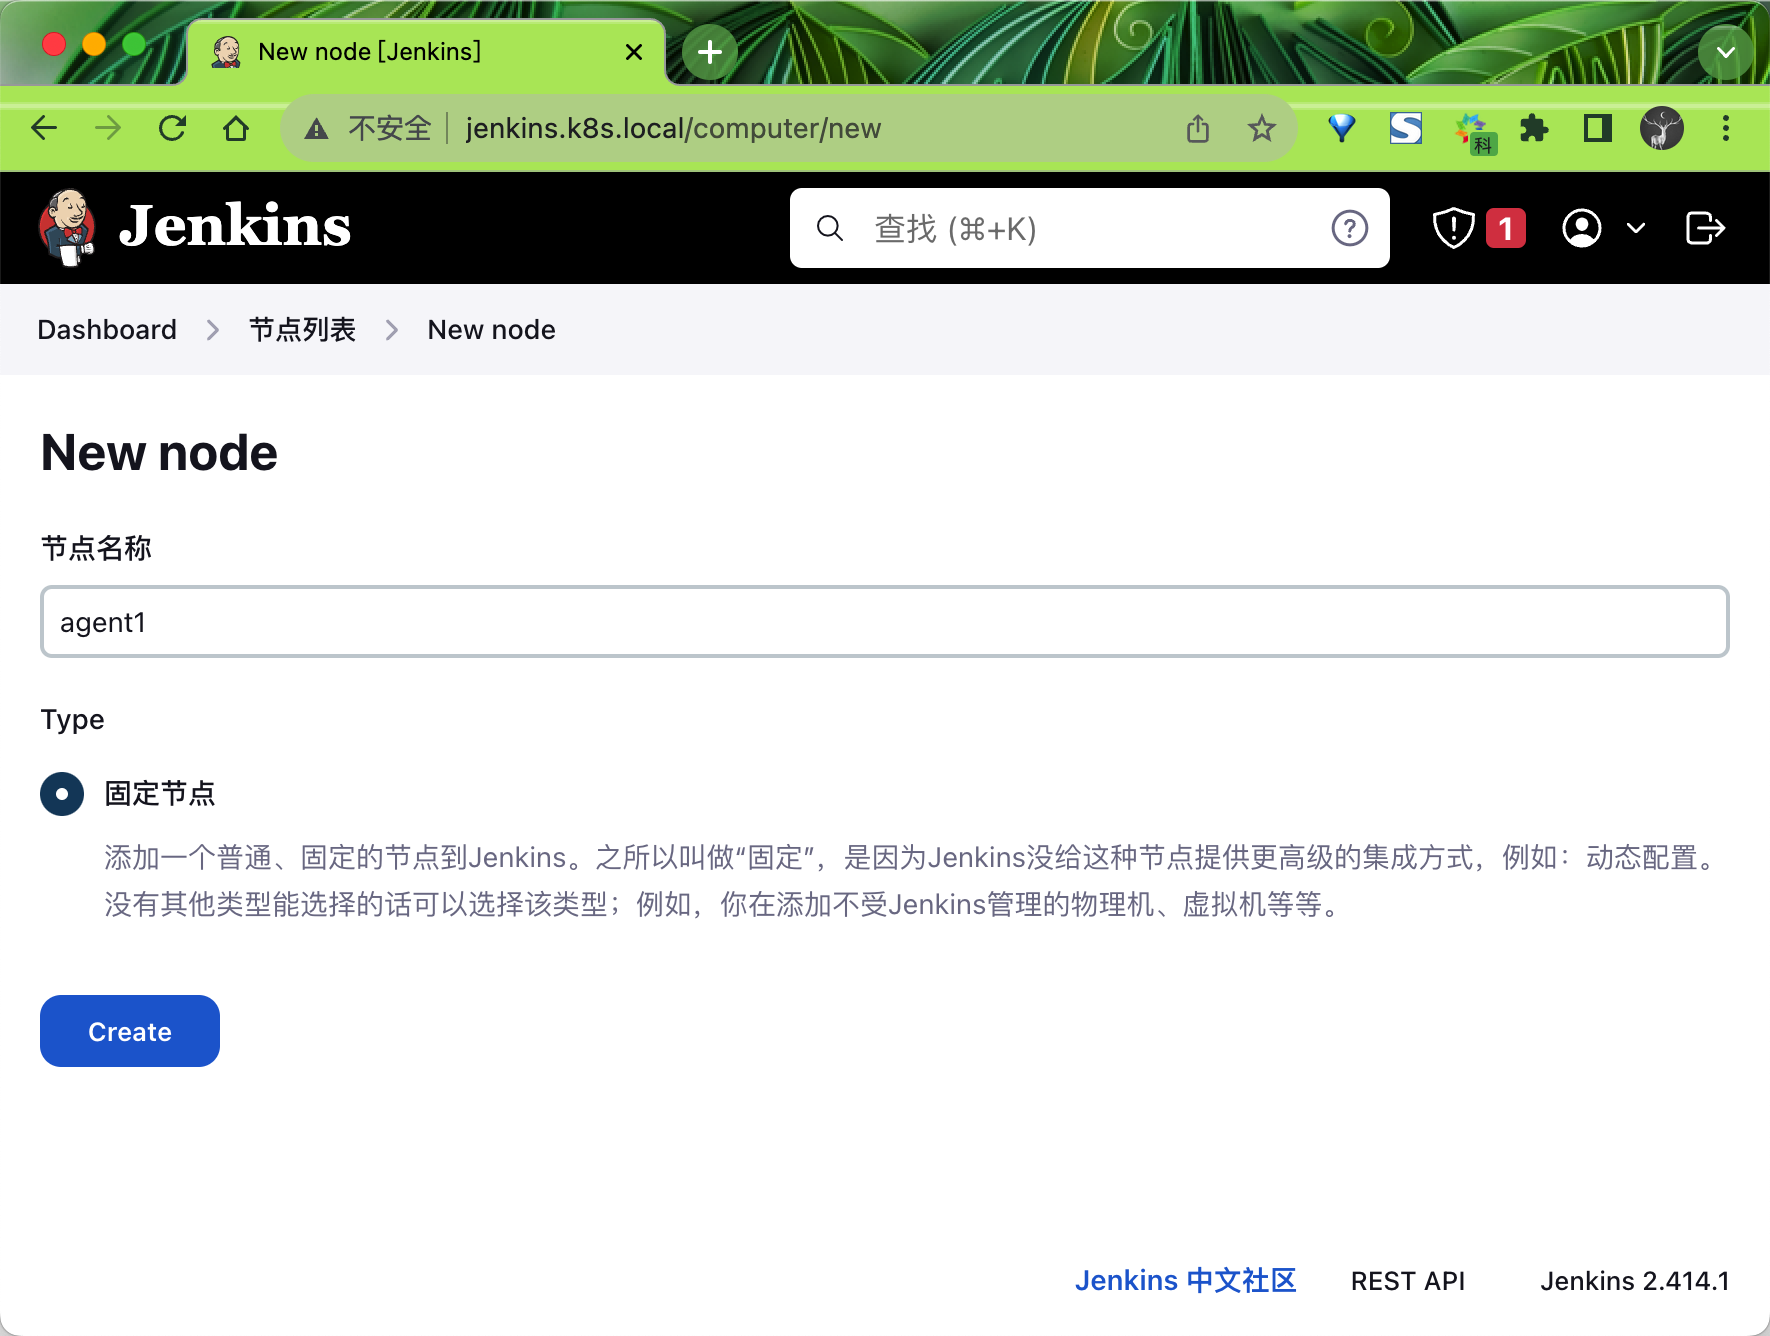 New node [Jenkins]
不安全
jenkins.k8s.local/computer/new
科
Jenkins
查找 (⌘+K)
1
Dashboard
节点列表
New node
New node
节点名称
agent1
Type
固定节点
添加一个普通、固定的节点到Jenkins。之所以叫做“固定”，是因为Jenkins没给这种节点提供更高级的集成方式，例如：动态配置。
没有其他类型能选择的话可以选择该类型；例如，你在添加不受Jenkins管理的物理机、虚拟机等等。
Create
Jenkins 中文社区
REST API
Jenkins 2.414.1